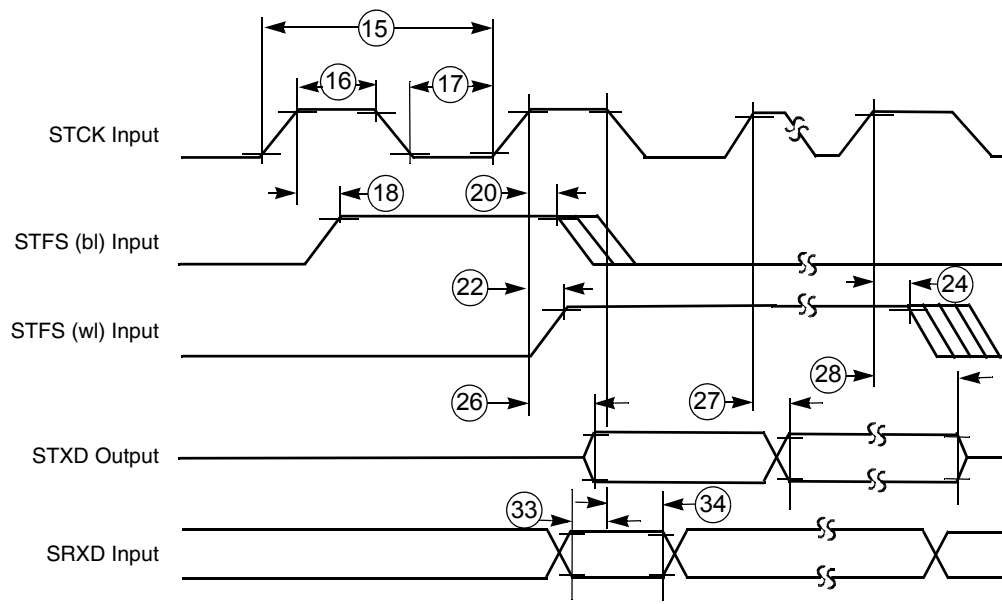 15
16
17
STCK Input
18
20
STFS (bl) Input
22
24
STFS (wl) Input
26
27
28
STXD Output
33
34
SRXD Input